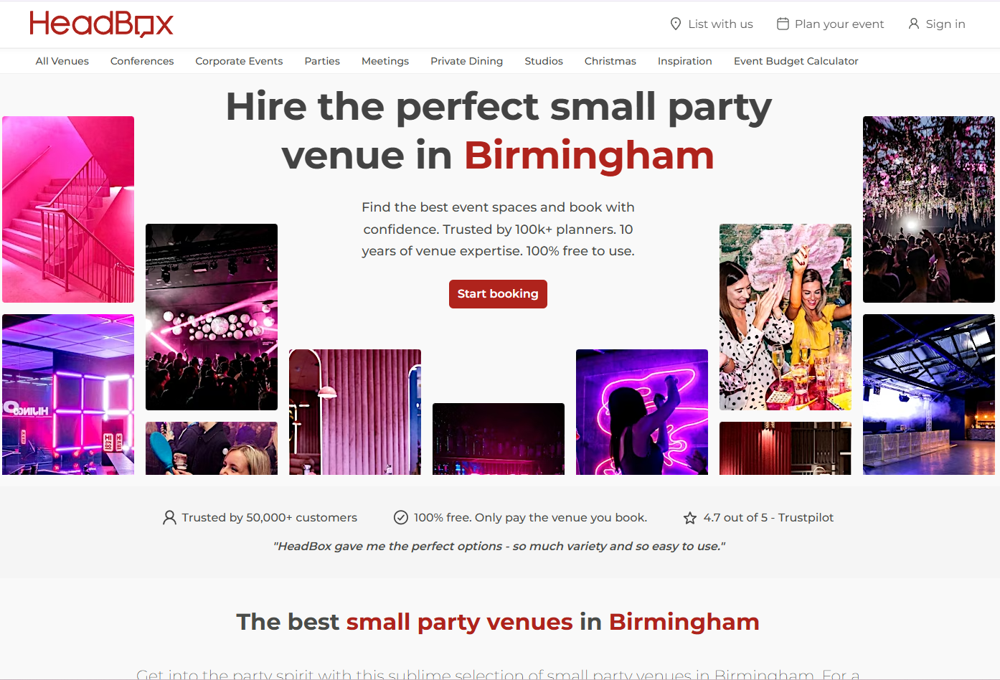 HeadBox
List with us
Plan your event
Sign in
All Venues
Conferences
Corporate Events
Parties
Meetings
Private Dining
Studios
Christmas
Inspiration
Event Budget Calculator
Hire the perfect small party
venue in Birmingham
Find the best event spaces and book with
confidence. Trusted by 100k+ planners. 10
years of venue expertise. 100% free to use.
Start booking
Trusted by 50,000+ customers
100% free. Only pay the venue you book.
4.7 out of 5 - Trustpilot
"HeadBox gave me the perfect options - so much variety and so easy to use."
The best small party venues in Birmingham
Get into the party spirit with this sublime selection of small party venues in Birmingham. For a